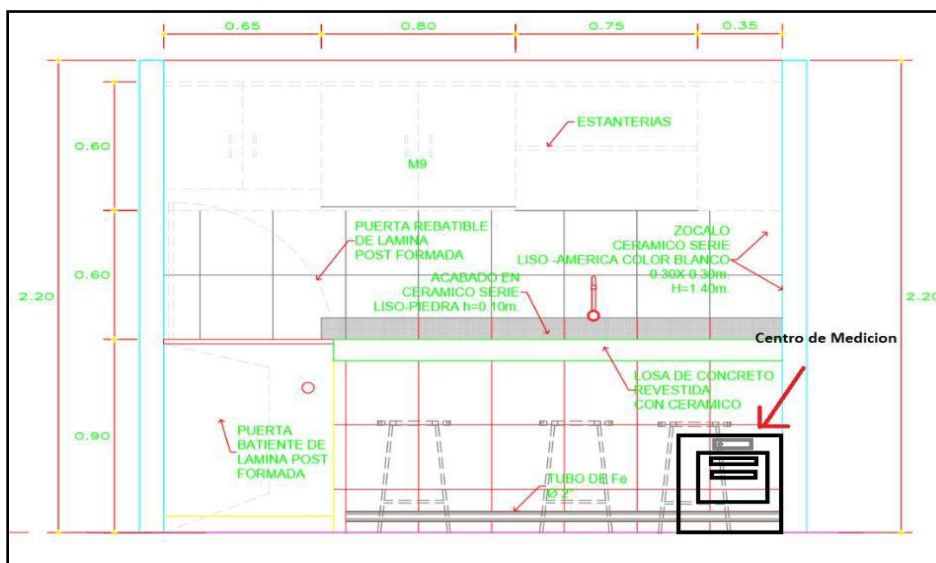 0.65
0.80
0.75
0.35
0.60
ESTANTERIAS
M9
PUERTA REBATIBLE
DE LAMINA
POST FORMADA
ZOCALO
CERAMICO SERIE
LISO -AMERICA COLOR BLANCO
0.30X 0.30m.
H=1.40m.
0.60
ACABADO EN
CERAMICO SERIE
LISO-PIEDRA h=0.10m.
2.20
2.20
Centro de Medicion
LOSA DE CONCRETO
REVESTIDA
CON CERAMICO
0.90
PUERTA
BATIENTE DE
LAMINA POST
FORMADA
TUBO DE Fe
Ø 2"